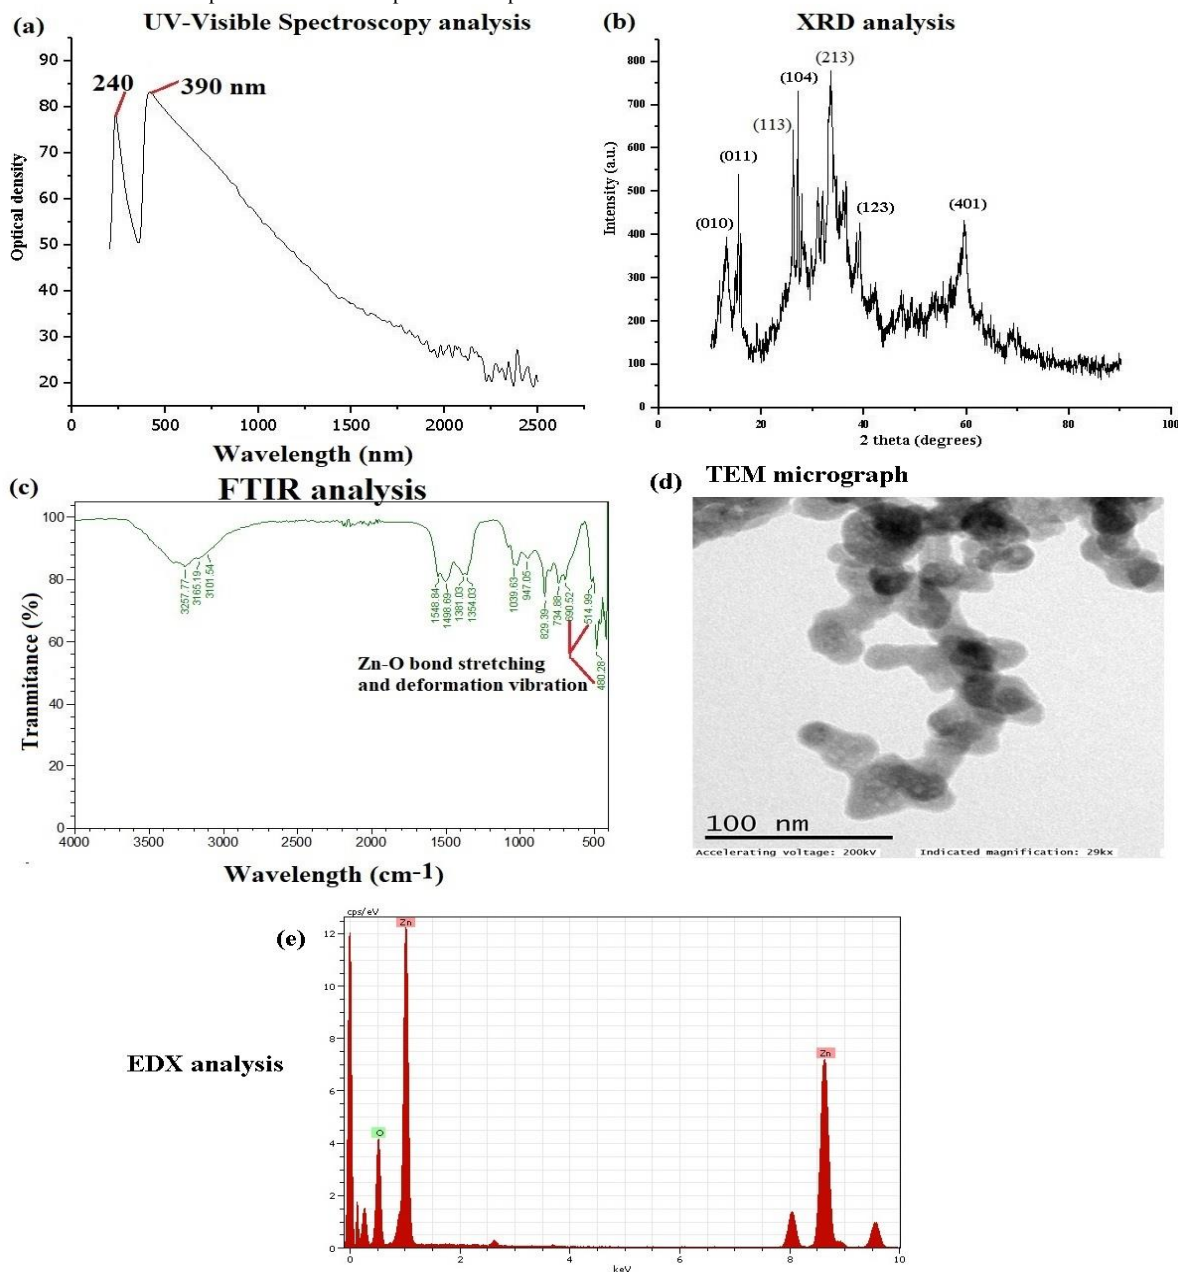 (a)
UV-Visible Spectroscopy analysis
240
390 nm
90
80
70
60
50
40
30
20
0
500
1000
1500
2000
2500
Optical density
Wavelength (nm)
(b)
XRD analysis
(010)
(011)
(113)
(104)
(213)
(123)
(401)
800
700
600
500
400
300
200
100
0
0
20
40
60
80
100
Intensity (a.u.)
2 theta (degrees)
(c)
FTIR analysis
100
80
60
40
20
0
4000
3500
3000
2500
2000
1500
1000
500
3257.77
3165.19
3101.54
1548.84
1498.69
1381.03
1354.03
1039.63
947.05
829.39
734.88
690.52
514.99
480.28
Zn-O bond stretching
and deformation vibration
Tranmitance (%)
Wavelength (cm-1)
(d)
TEM micrograph
100 nm
Accelerating voltage: 200kV
Indicated magnification: 29kx
(e)
EDX analysis
cps/eV
12
10
8
6
4
2
0
O
Zn
Zn
0
2
4
6
8
10
keV